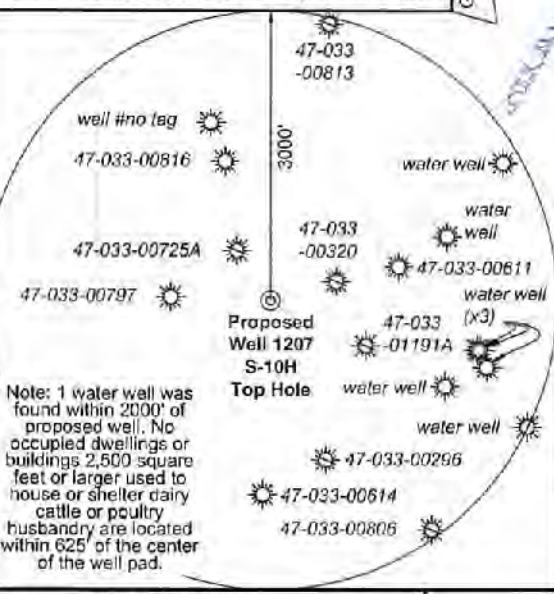 47-033
-00813
well #no tag
47-033-00816
3000'
water well
water
well
47-033-00725A
47-033
-00320
47-033-00611
47-033-00797
water well
(x3)
Proposed
Well 1207
S-10H
Top Hole
47-033
-01191A
water well
water well
Note: 1 water well was
found within 2000' of
proposed well. No
occupied dwellings or
buildings 2,500 square
feet or larger used to
house or shelter dairy
cattle or poultry
husbandry are located
within 625' of the center
of the well pad.
47-033-00296
47-033-00614
47-033-00806